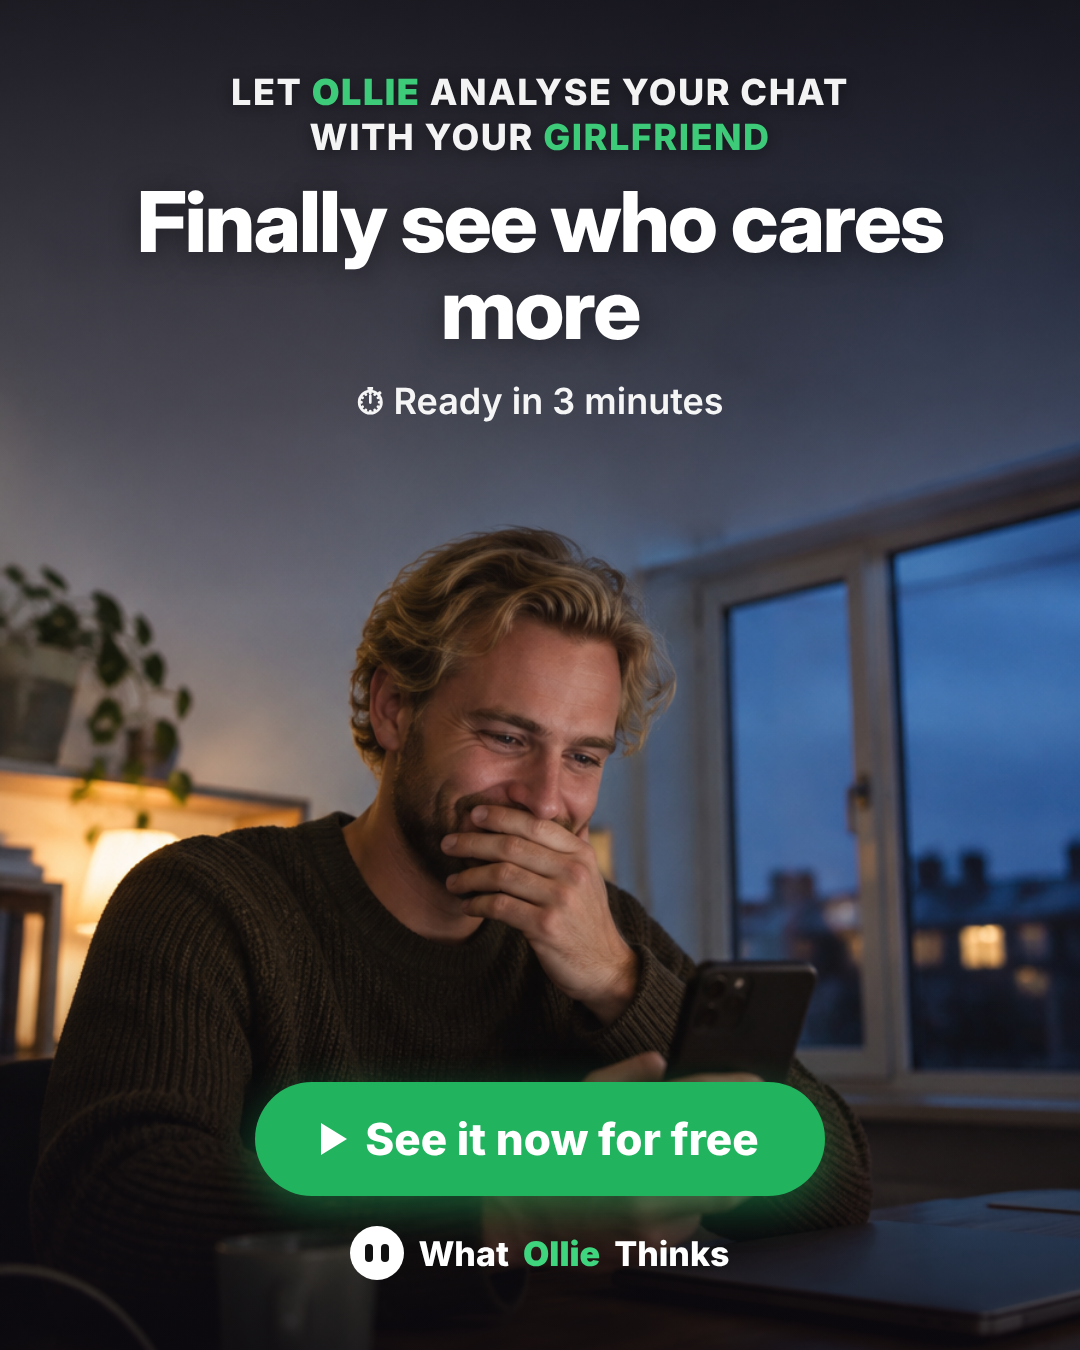 LET OLLIE ANALYSE YOUR CHAT
WITH YOUR GIRLFRIEND
Finally see who cares
more
⏱ Ready in 3 minutes
▶ See it now for free
What Ollie Thinks